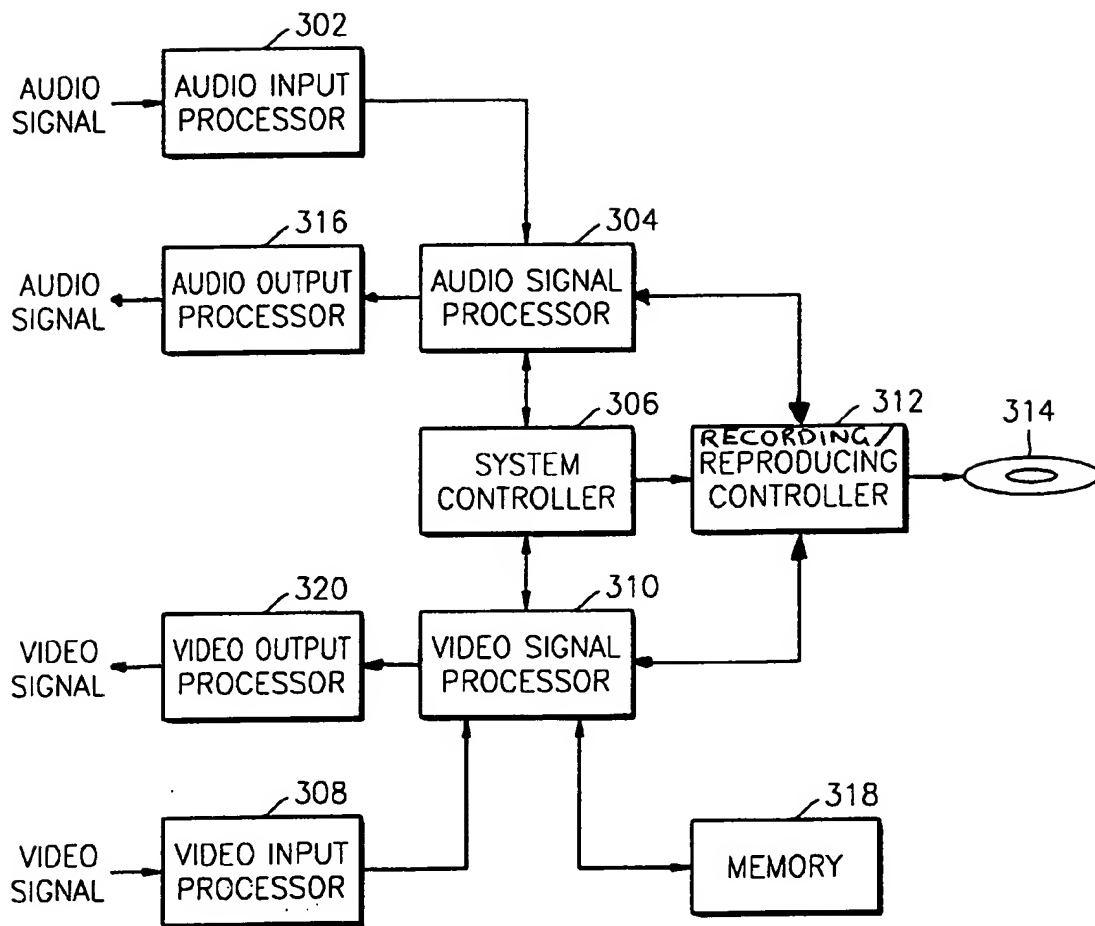 302
AUDIO
SIGNAL
AUDIO INPUT
PROCESSOR
316
304
AUDIO
SIGNAL
AUDIO OUTPUT
PROCESSOR
AUDIO SIGNAL
PROCESSOR
306
312
314
SYSTEM
CONTROLLER
RECORDING/
REPRODUCING
CONTROLLER
320
310
VIDEO
SIGNAL
VIDEO OUTPUT
PROCESSOR
VIDEO SIGNAL
PROCESSOR
308
318
VIDEO
SIGNAL
VIDEO INPUT
PROCESSOR
MEMORY